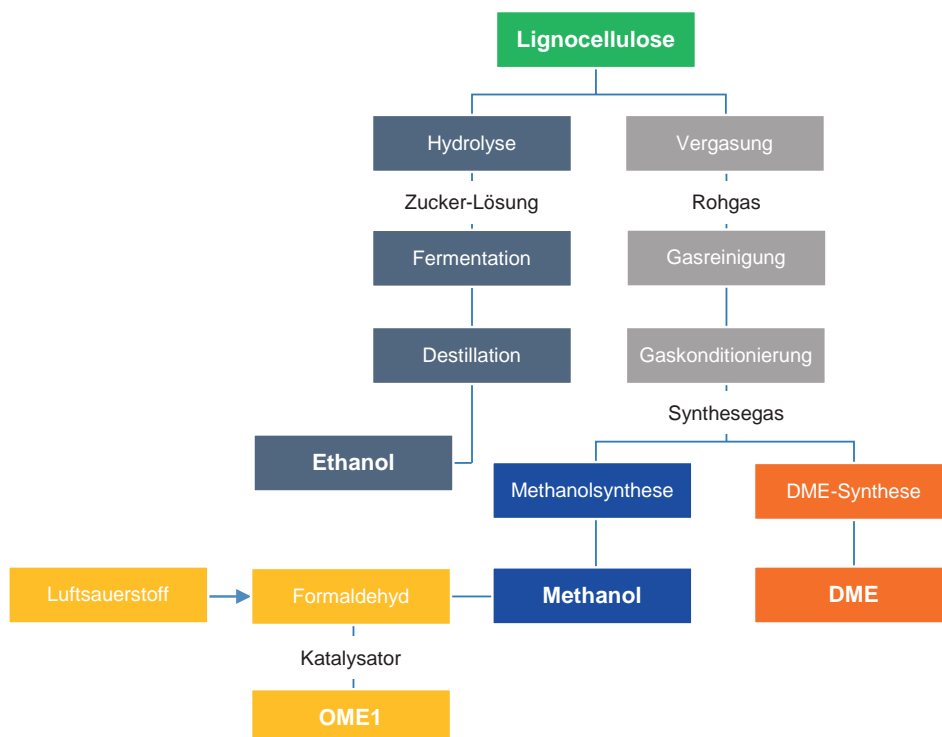 Lignocellulose
Hydrolyse
Vergasung
Zucker-Lösung
Rohgas
Fermentation
Gasreinigung
Destillation
Gaskonditionierung
Synthesegas
Ethanol
Methanolsynthese
DME-Synthese
Luftsauerstoff
Formaldehyd
Methanol
DME
Katalysator
OME1